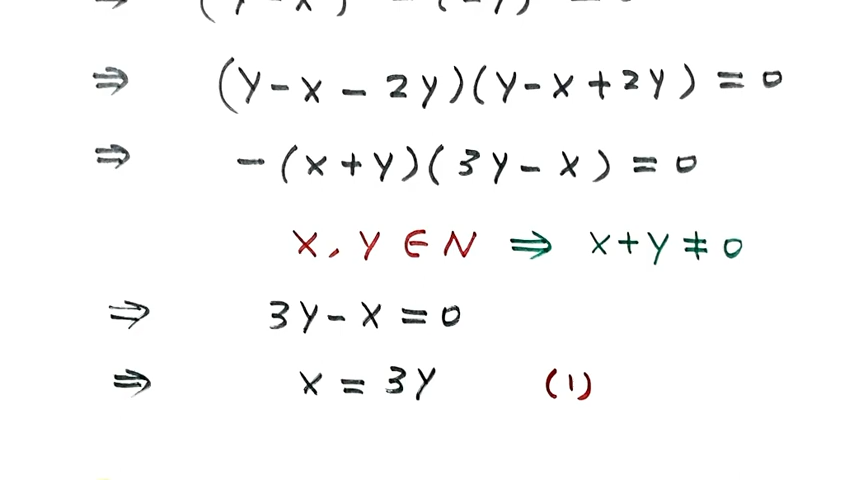 ⇒ (y-x-2y)(y-x+2y)=0
⇒ -(x+y)(3y-x)=0
x, y ∈ N ⇒ x+y≠0
⇒ 3y-x=0
⇒ x=3y (1)